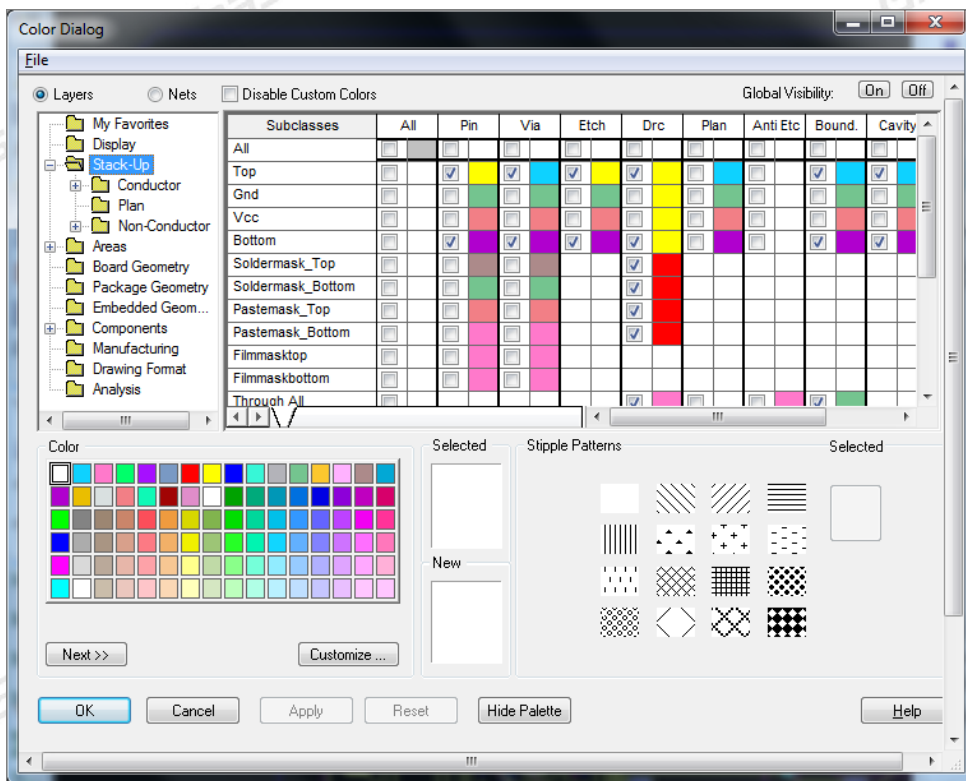 Color Dialog
File
Layers Nets Disable Custom Colors Global Visibility: On Off
My Favorites
Display
Stack-Up
Conductor
Plan
Non-Conductor
Areas
Board Geometry
Package Geometry
Embedded Geom...
Components
Manufacturing
Drawing Format
Analysis
Subclasses All Pin Via Etch Drc Plan Anti Etc Bound. Cavity
All
Top
Gnd
Vcc
Bottom
Soldermask_Top
Soldermask_Bottom
Pastemask_Top
Pastemask_Bottom
Filmmasktop
Filmmaskbottom
Through All
Color Selected Stipple Patterns Selected
New
Next >> Customize ...
OK Cancel Apply Reset Hide Palette Help